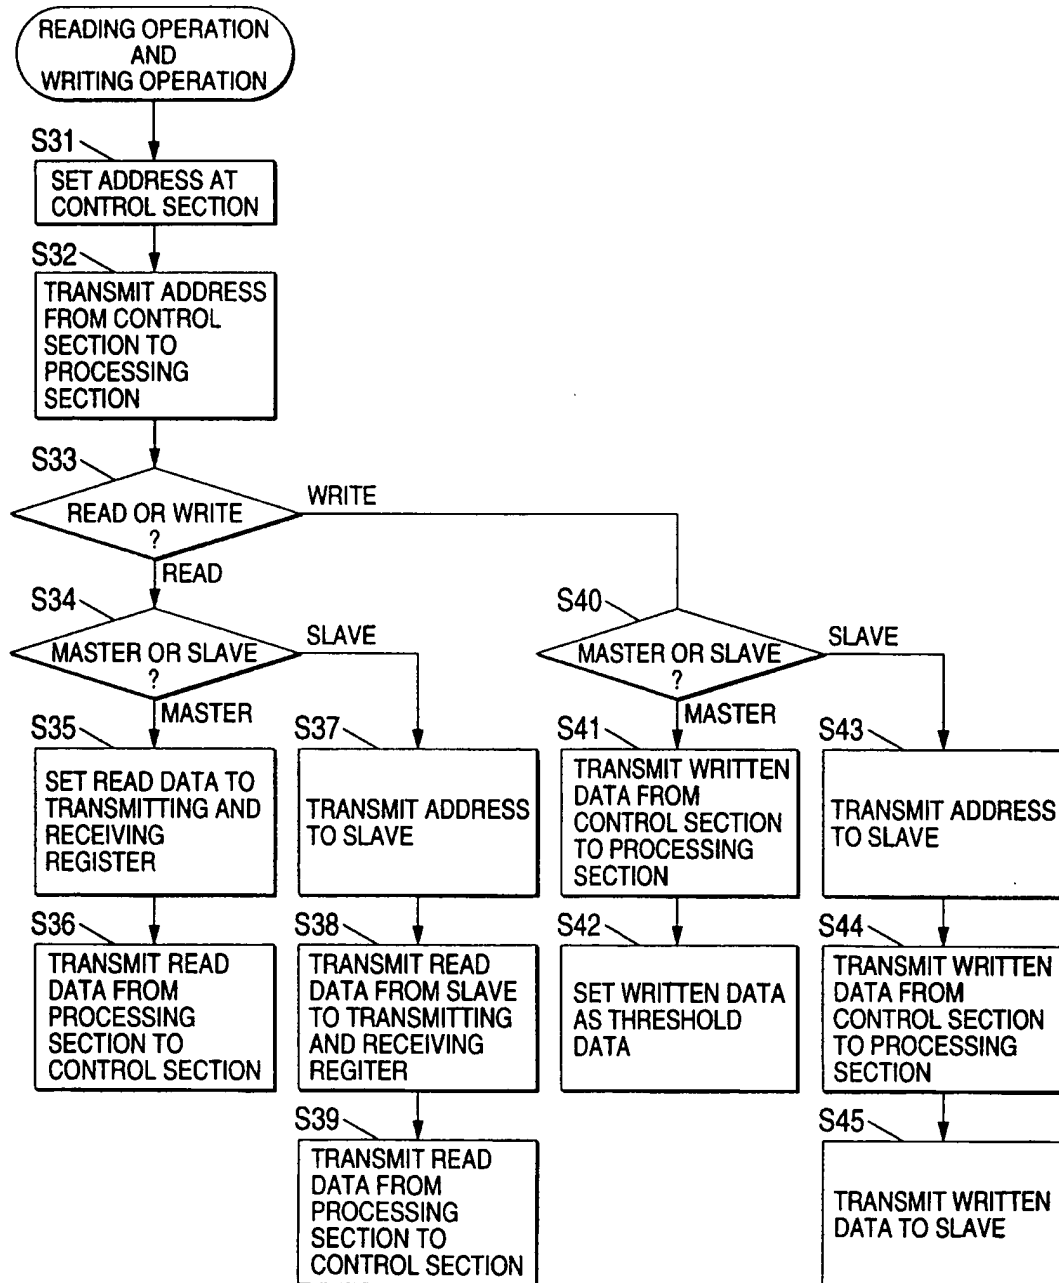 READING OPERATION
AND
WRITING OPERATION
S31
SET ADDRESS AT
CONTROL SECTION
S32
TRANSMIT ADDRESS
FROM CONTROL
SECTION TO
PROCESSING
SECTION
S33
READ OR WRITE
?
WRITE
READ
S34
MASTER OR SLAVE
?
SLAVE
MASTER
S35
SET READ DATA TO
TRANSMITTING AND
RECEIVING
REGISTER
S36
TRANSMIT READ
DATA FROM
PROCESSING
SECTION TO
CONTROL SECTION
S37
TRANSMIT ADDRESS
TO SLAVE
S38
TRANSMIT READ
DATA FROM SLAVE
TO TRANSMITTING
AND RECEIVING
REGITER
S39
TRANSMIT READ
DATA FROM
PROCESSING
SECTION TO
CONTROL SECTION
S40
MASTER OR SLAVE
?
SLAVE
MASTER
S41
TRANSMIT WRITTEN
DATA FROM
CONTROL SECTION
TO PROCESSING
SECTION
S42
SET WRITTEN DATA
AS THRESHOLD
DATA
S43
TRANSMIT ADDRESS
TO SLAVE
S44
TRANSMIT WRITTEN
DATA FROM
CONTROL SECTION
TO PROCESSING
SECTION
S45
TRANSMIT WRITTEN
DATA TO SLAVE